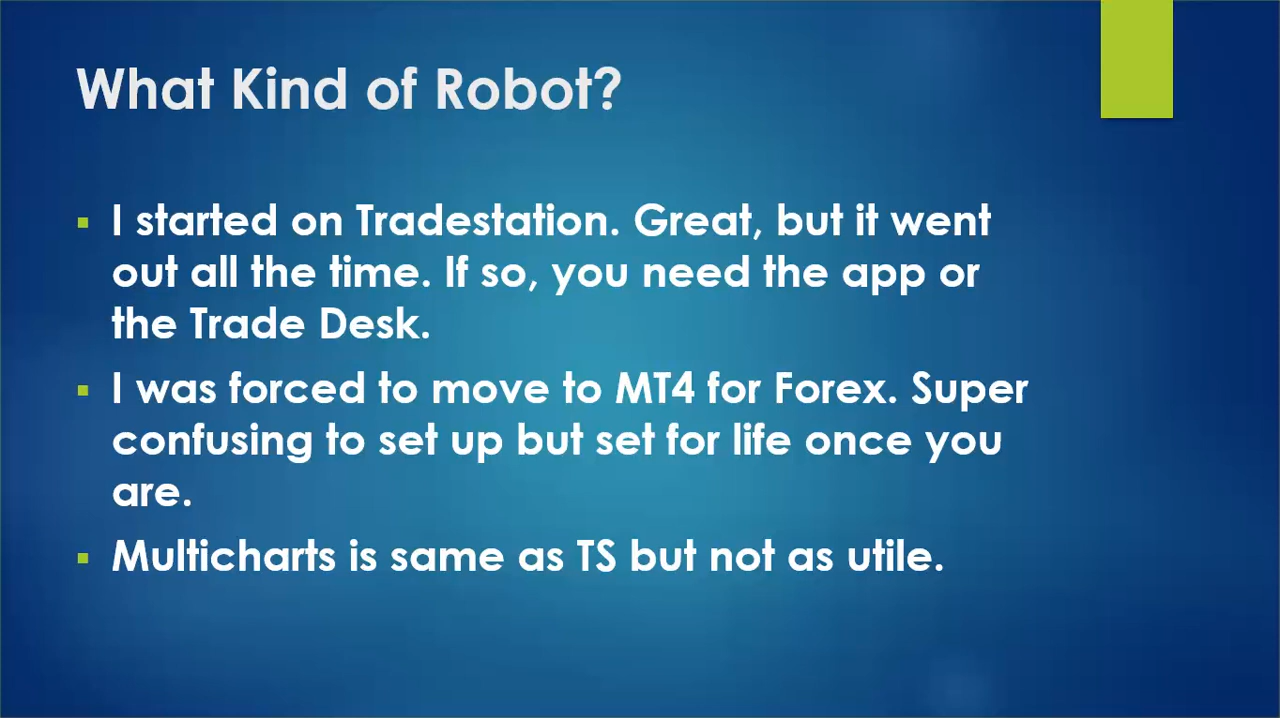 What Kind of Robot?
I started on Tradestation. Great, but it went
out all the time. If so, you need the app or
the Trade Desk.
I was forced to move to MT4 for Forex. Super
confusing to set up but set for life once you
are.
Multicharts is same as TS but not as utile.